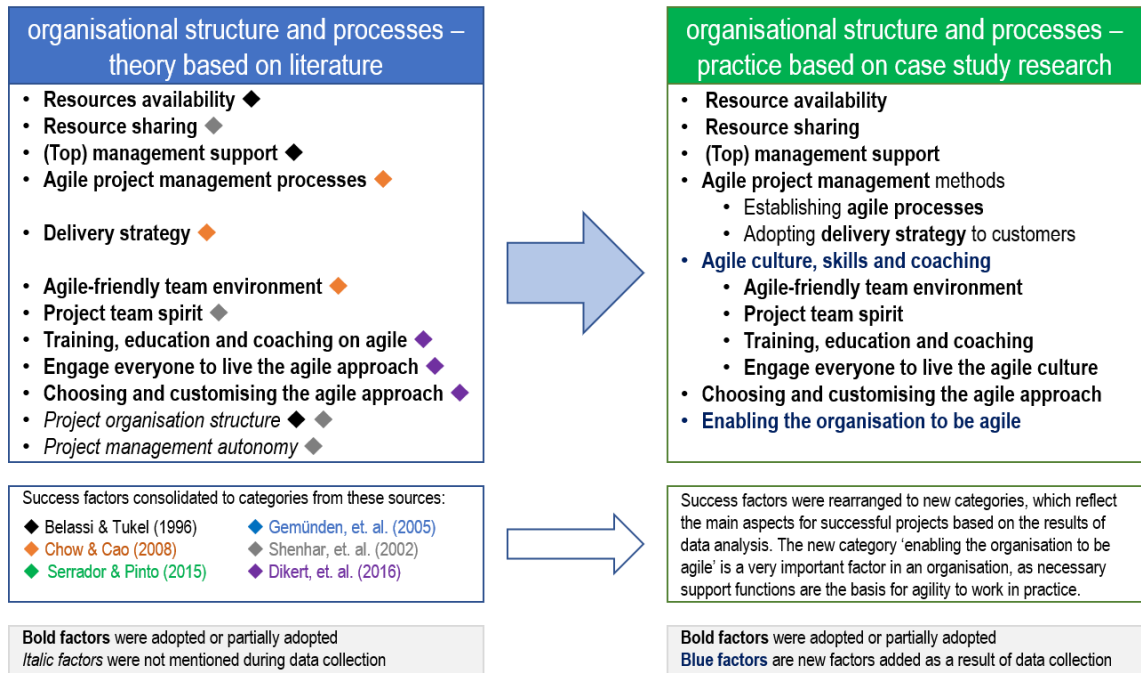 organisational structure and processes –
theory based on literature
• Resources availability ◆
• Resource sharing ◆
• (Top) management support ◆
• Agile project management processes ◆
• Delivery strategy ◆
• Agile-friendly team environment ◆
• Project team spirit ◆
• Training, education and coaching on agile ◆
• Engage everyone to live the agile approach ◆
• Choosing and customising the agile approach ◆
• Project organisation structure ◆ ◆
• Project management autonomy ◆
Success factors consolidated to categories from these sources:
◆ Belassi & Tukel (1996)
◆ Chow & Cao (2008)
◆ Serrador & Pinto (2015)
◆ Gemünden, et. al. (2005)
◆ Shenhar, et. al. (2002)
◆ Dikert, et. al. (2016)
Bold factors were adopted or partially adopted
Italic factors were not mentioned during data collection
organisational structure and processes –
practice based on case study research
• Resource availability
• Resource sharing
• (Top) management support
• Agile project management methods
• Establishing agile processes
• Adopting delivery strategy to customers
• Agile culture, skills and coaching
• Agile-friendly team environment
• Project team spirit
• Training, education and coaching
• Engage everyone to live the agile culture
• Choosing and customising the agile approach
• Enabling the organisation to be agile
Success factors were rearranged to new categories, which reflect
the main aspects for successful projects based on the results of
data analysis. The new category ‘enabling the organisation to be
agile’ is a very important factor in an organisation, as necessary
support functions are the basis for agility to work in practice.
Bold factors were adopted or partially adopted
Blue factors are new factors added as a result of data collection